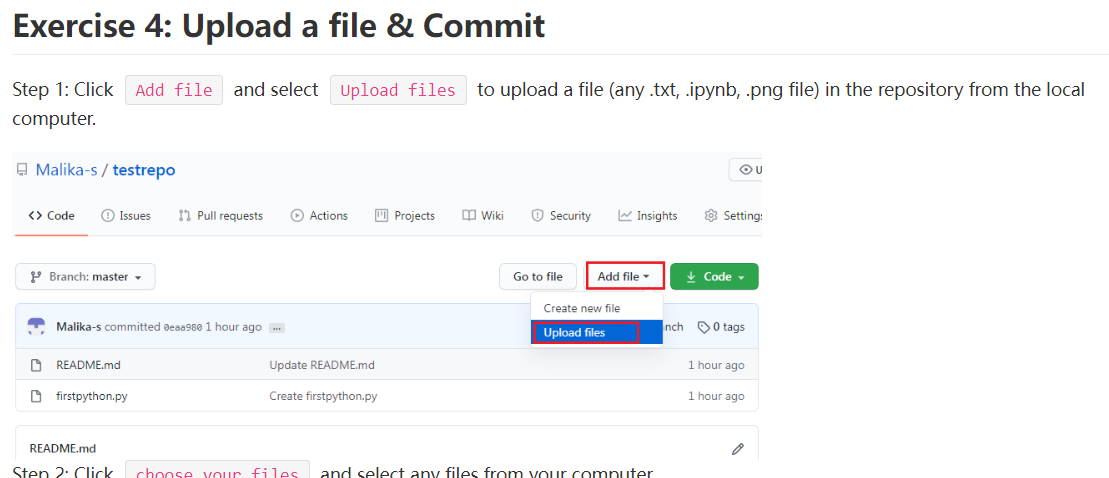 Exercise 4: Upload a file & Commit
Step 1: Click Add file and select Upload files to upload a file (any .txt, .ipynb, .png file) in the repository from the local
computer.
Malika-s / testrepo
U
Code Issues Pull requests Actions Projects Wiki Security Insights Settings
Branch: master Go to file Add file Code
Create new file
Malika-s committed 0eaa980 1 hour ago ... nch 0 tags
Upload files
README.md Update README.md 1 hour ago
firstpython.py Create firstpython.py 1 hour ago
README.md
Step 2: Click choose your files and select any files from your computer